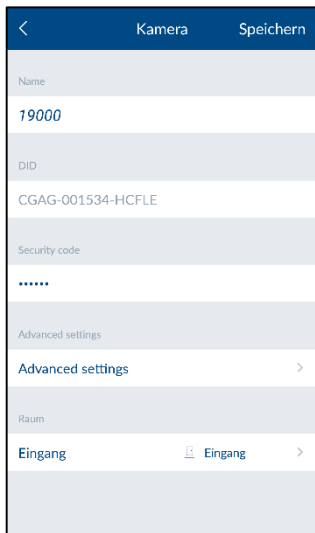 Kamera Speichern
Name
19000
DID
CGAG-001534-HCFLE
Security code
••••••
Advanced settings
Advanced settings
Raum
Eingang Eingang